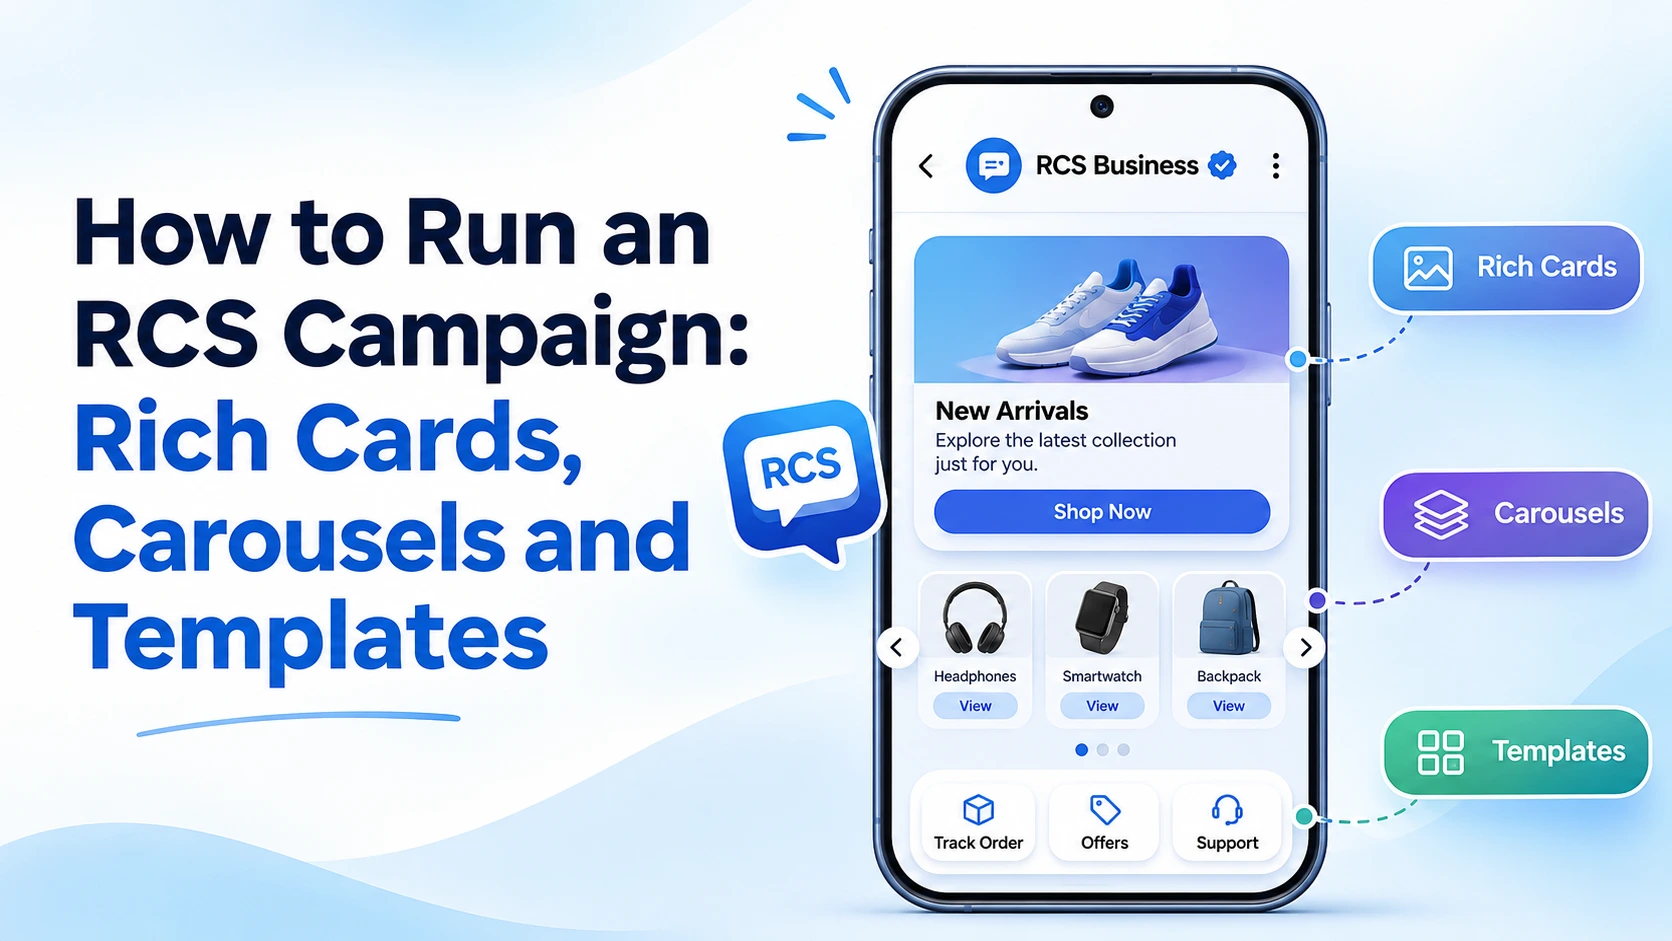 How to Run an
RCS Campaign:
Rich Cards,
Carousels and
Templates
RCS
RCS Business
New Arrivals
Explore the latest collection
just for you.
Shop Now
Headphones
View
Smartwatch
View
Backpack
View
Track Order
Offers
Support
Rich Cards
Carousels
Templates